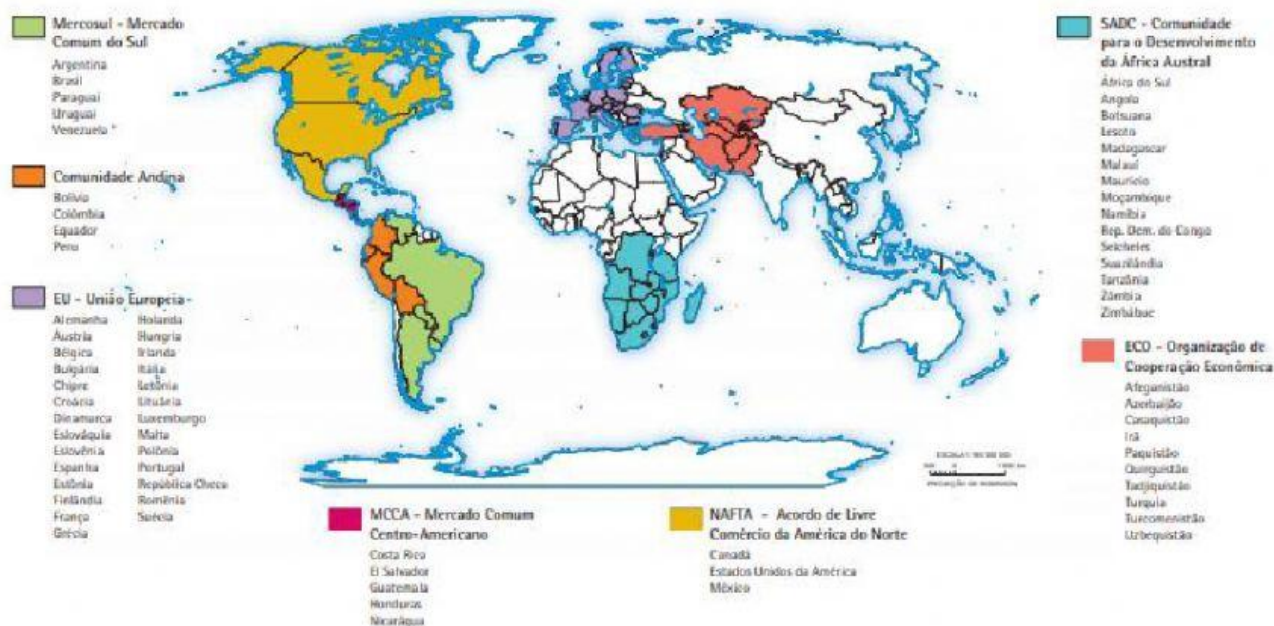 Mercosul - Mercado
Comum do Sul
Argentina
Brasil
Paraguai
Uruguai
Venezuela *
Comunidade Andina
Bolívia
Colômbia
Equador
Peru
EU - União Europeia
Alemanha
Áustria
Bélgica
Bulgária
Chipre
Croácia
Dinamarca
Eslováquia
Eslovênia
Espanha
Estônia
Finlândia
França
Grécia
Holanda
Hungria
Irlanda
Itália
Letônia
Lituânia
Luxemburgo
Malta
Polônia
Portugal
República Checa
Romênia
Suécia
MCCA - Mercado Comum
Centro-Americano
Costa Rica
El Salvador
Guatemala
Honduras
Nicarágua
NAFTA - Acordo de Livre
Comércio da América do Norte
Canadá
Estados Unidos da América
México
SADC - Comunidade
para o Desenvolvimento
da África Austral
África do Sul
Angola
Botsuana
Lesoto
Madagascar
Malauí
Maurício
Moçambique
Namíbia
Rep. Dem. do Congo
Seicheles
Suazilândia
Tanzânia
Zâmbia
Zimbábue
ECO - Organização de
Cooperação Econômica
Afeganistão
Azerbaijão
Casaquistão
Irã
Paquistão
Quirguistão
Tadjiquistão
Turquia
Turcomenistão
Uzbequistão